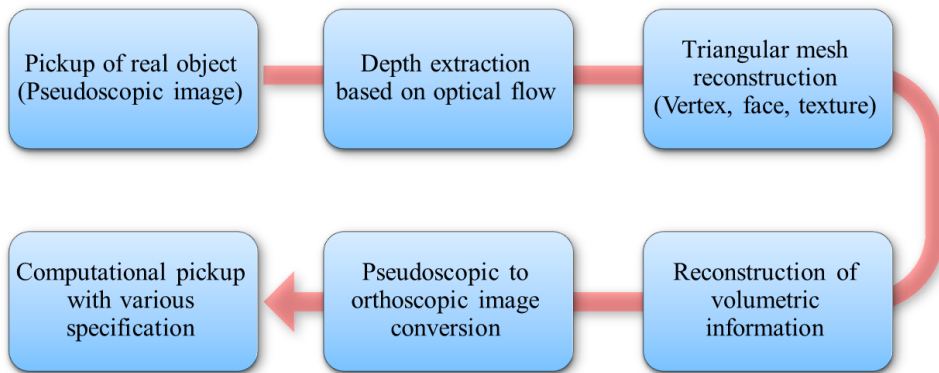 Pickup of real object
(Pseudoscopic image)
Depth extraction
based on optical flow
Triangular mesh
reconstruction
(Vertex, face, texture)
Reconstruction of
volumetric
information
Pseudoscopic to
orthoscopic image
conversion
Computational pickup
with various
specification